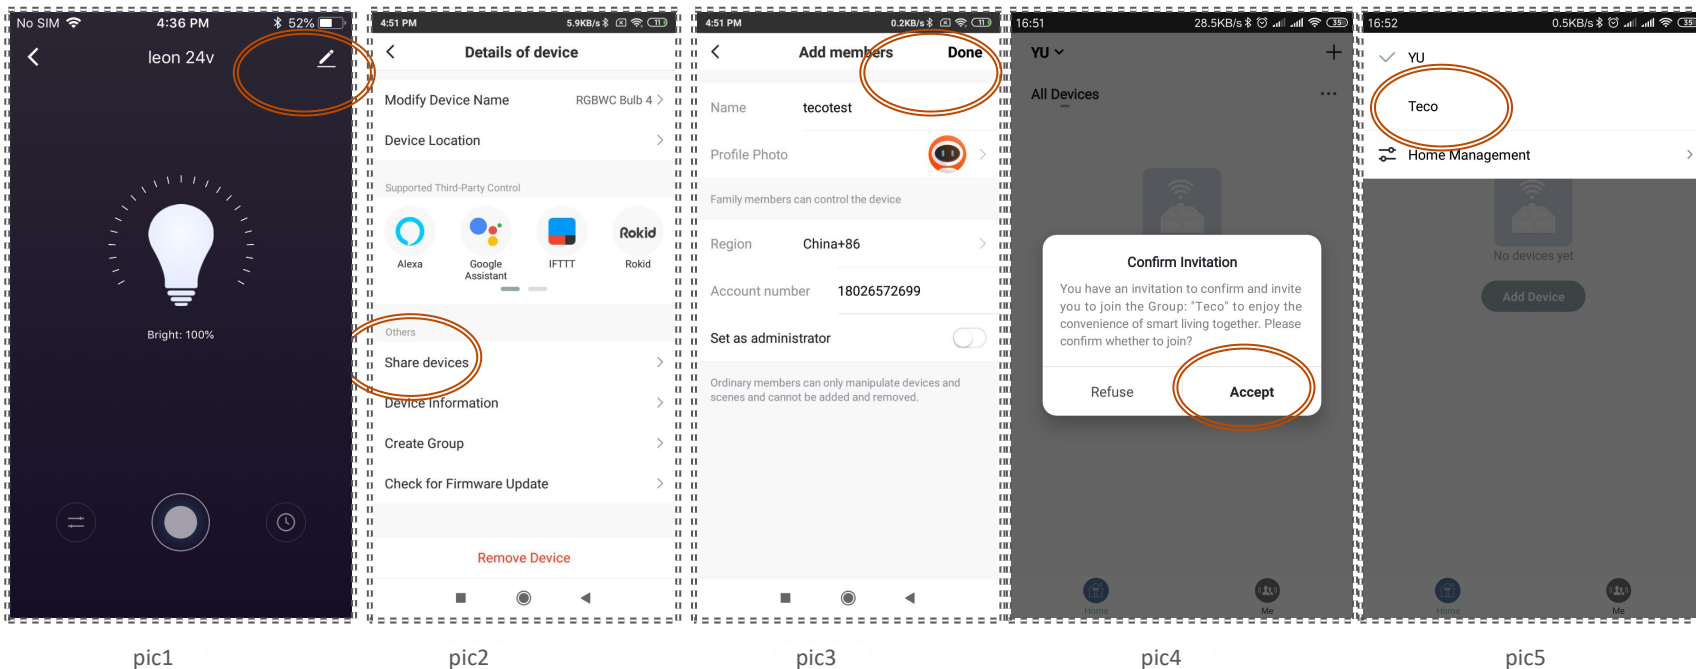 No SIM 4:36 PM 52%
leon 24v
Bright: 100%
pic1
4:51 PM 5.9KB/s 11
Details of device
Modify Device Name RGBWC Bulb 4
Device Location
Supported Third-Party Control
Alexa Google Assistant IFTTT Rokid Rokid
Others
Share devices
Device Information
Create Group
Check for Firmware Update
Remove Device
pic2
4:51 PM 0.2KB/s 11
Add members Done
Name tecotest
Profile Photo
Family members can control the device
Region China+86
Account number 18026572699
Set as administrator
Ordinary members can only manipulate devices and
scenes and cannot be added and removed.
pic3
16:51 28.5KB/s 35
YU
All Devices
Confirm Invitation
You have an invitation to confirm and invite
you to join the Group: "Teco" to enjoy the
convenience of smart living together. Please
confirm whether to join?
Refuse Accept
Home Me
pic4
16:52 0.5KB/s 35
YU
Teco
Home Management
No devices yet
Add Device
Home Me
pic5